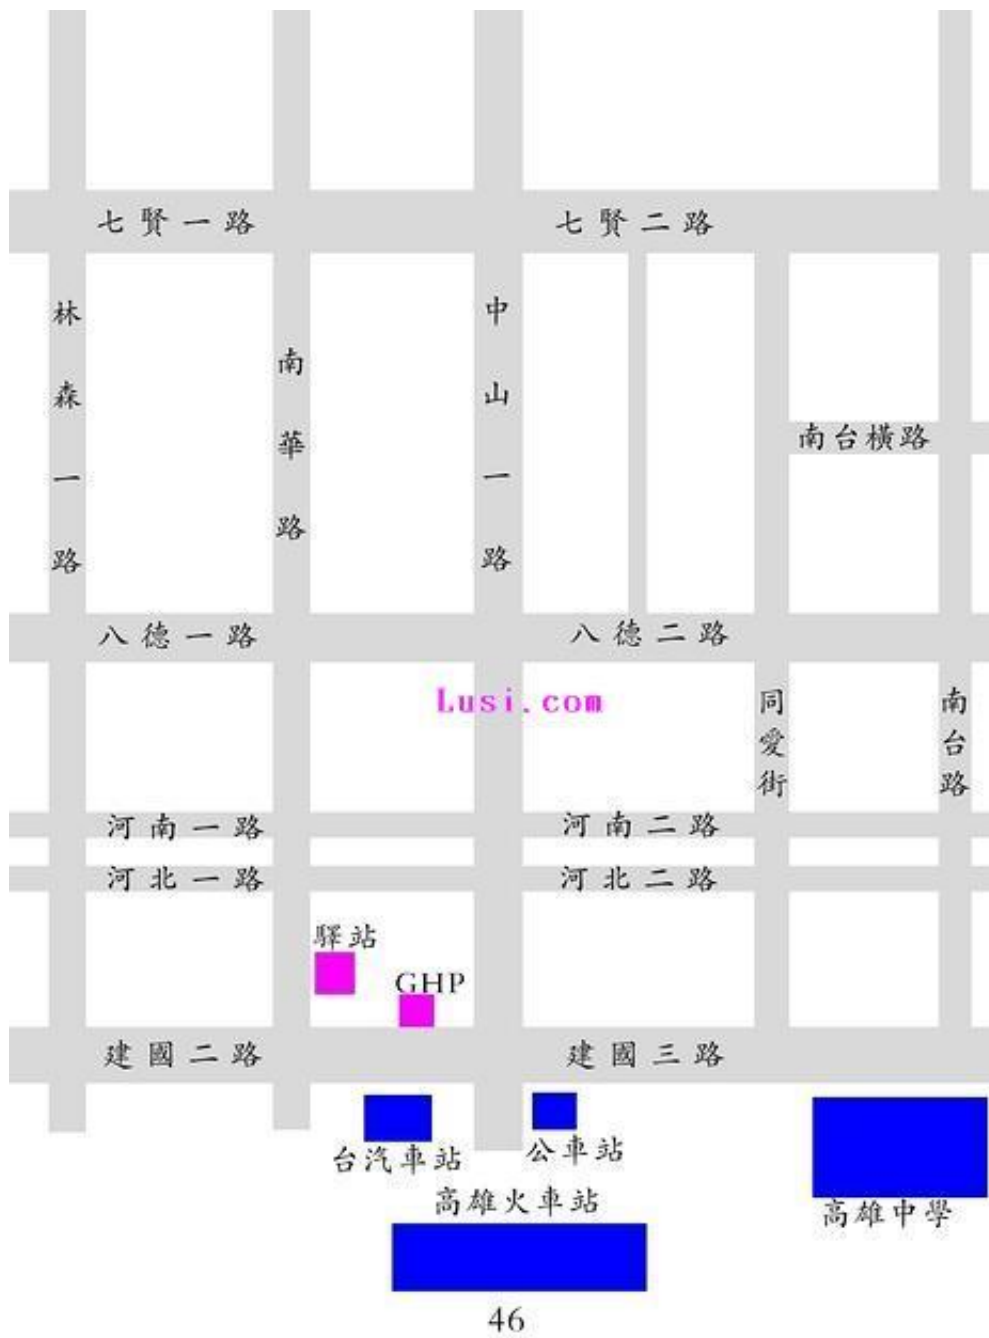 七賢一路
七賢二路
林森一路
南華路
中山一路
南台橫路
八德一路
八德二路
Lusi.com
同愛街
南台路
河南一路
河南二路
河北一路
河北二路
驛站
GHP
建國二路
建國三路
台汽車站
公車站
高雄火車站
高雄中學
46